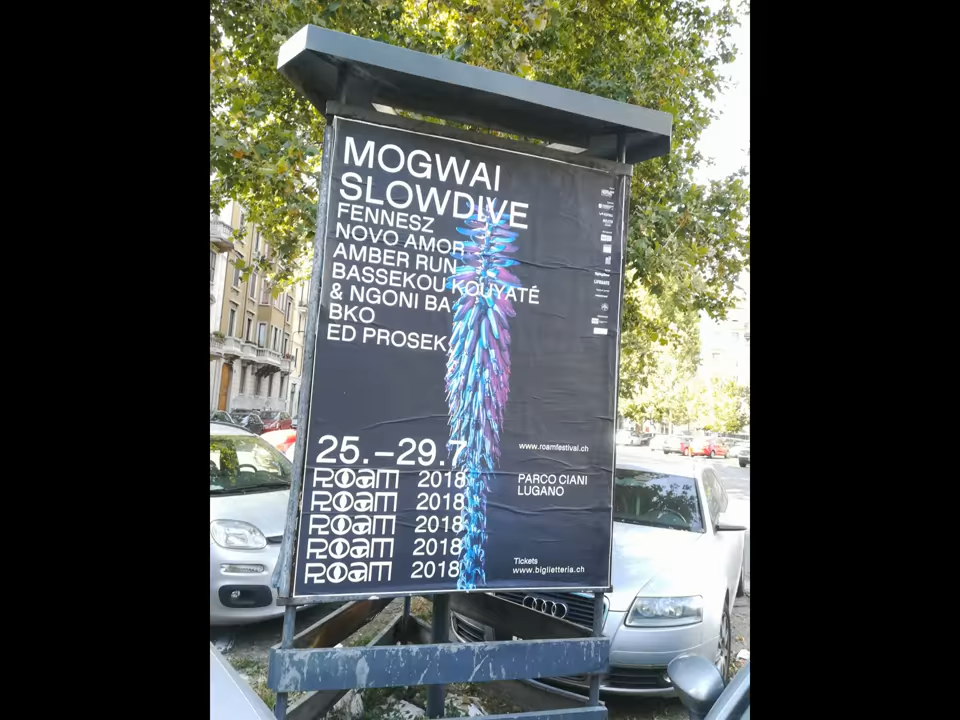 MOGWAI
SLOWDIVE
FENNESZ
NOVO AMOR
AMBER RUN
BASSEKOU KOUYATÉ
& NGONI BA
BKO
ED PROSEK
25.–29.7
ROAM 2018
ROAM 2018
ROAM 2018
ROAM 2018
ROAM 2018
www.roamfestival.ch
PARCO CIANI
LUGANO
Tickets
www.biglietteria.ch